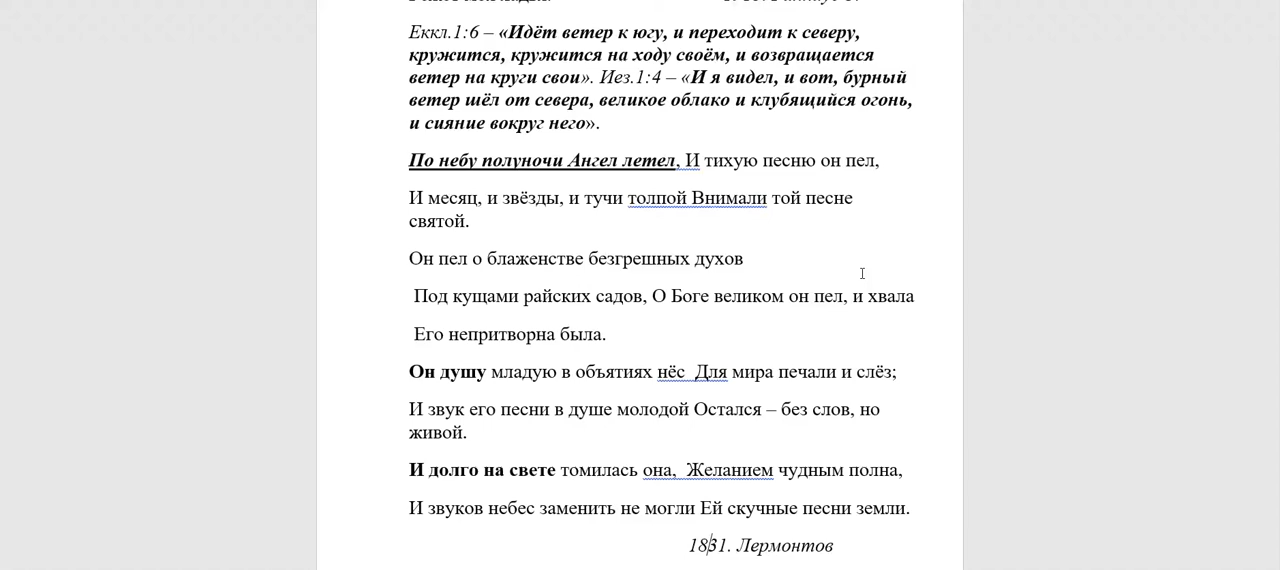 Еккл.1:6 – «Идёт ветер к югу, и переходит к северу,
кружится, кружится на ходу своём, и возвращается
ветер на круги свои». Иез.1:4 – «И я видел, и вот, бурный
ветер шёл от севера, великое облако и клубящийся огонь,
и сияние вокруг него».
По небу полуночи Ангел летел, И тихую песню он пел,
И месяц, и звёзды, и тучи толпой Внимали той песне
святой.
Он пел о блаженстве безгрешных духов
Под кущами райских садов, О Боге великом он пел, и хвала
Его непритворна была.
Он душу младую в объятиях нёс  Для мира печали и слёз;
И звук его песни в душе молодой Остался – без слов, но
живой.
И долго на свете томилась она,  Желанием чудным полна,
И звуков небес заменить не могли Ей скучные песни земли.
1831. Лермонтов